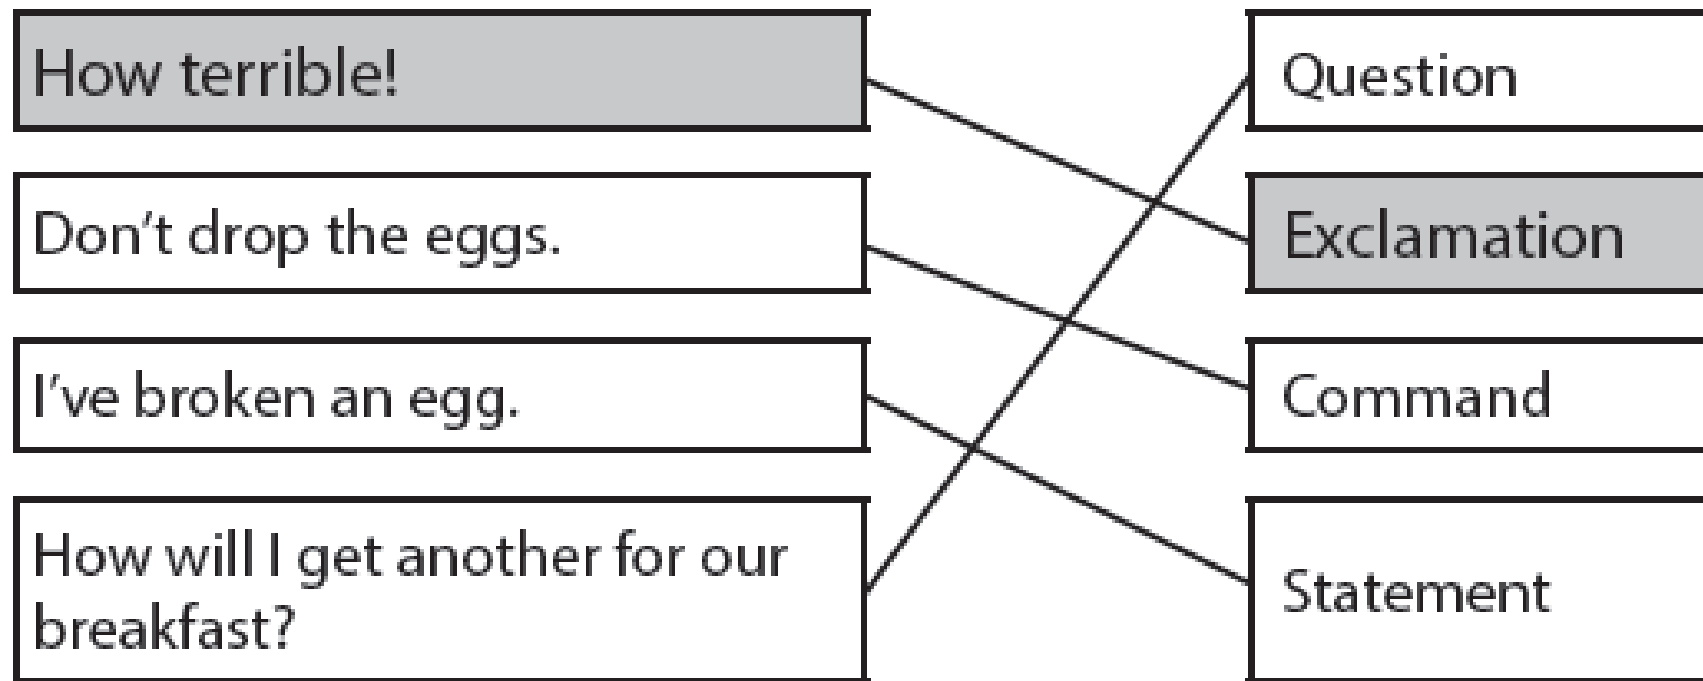 How terrible!
Question
Don't drop the eggs.
Exclamation
I've broken an egg.
Command
How will I get another for our
breakfast?
Statement